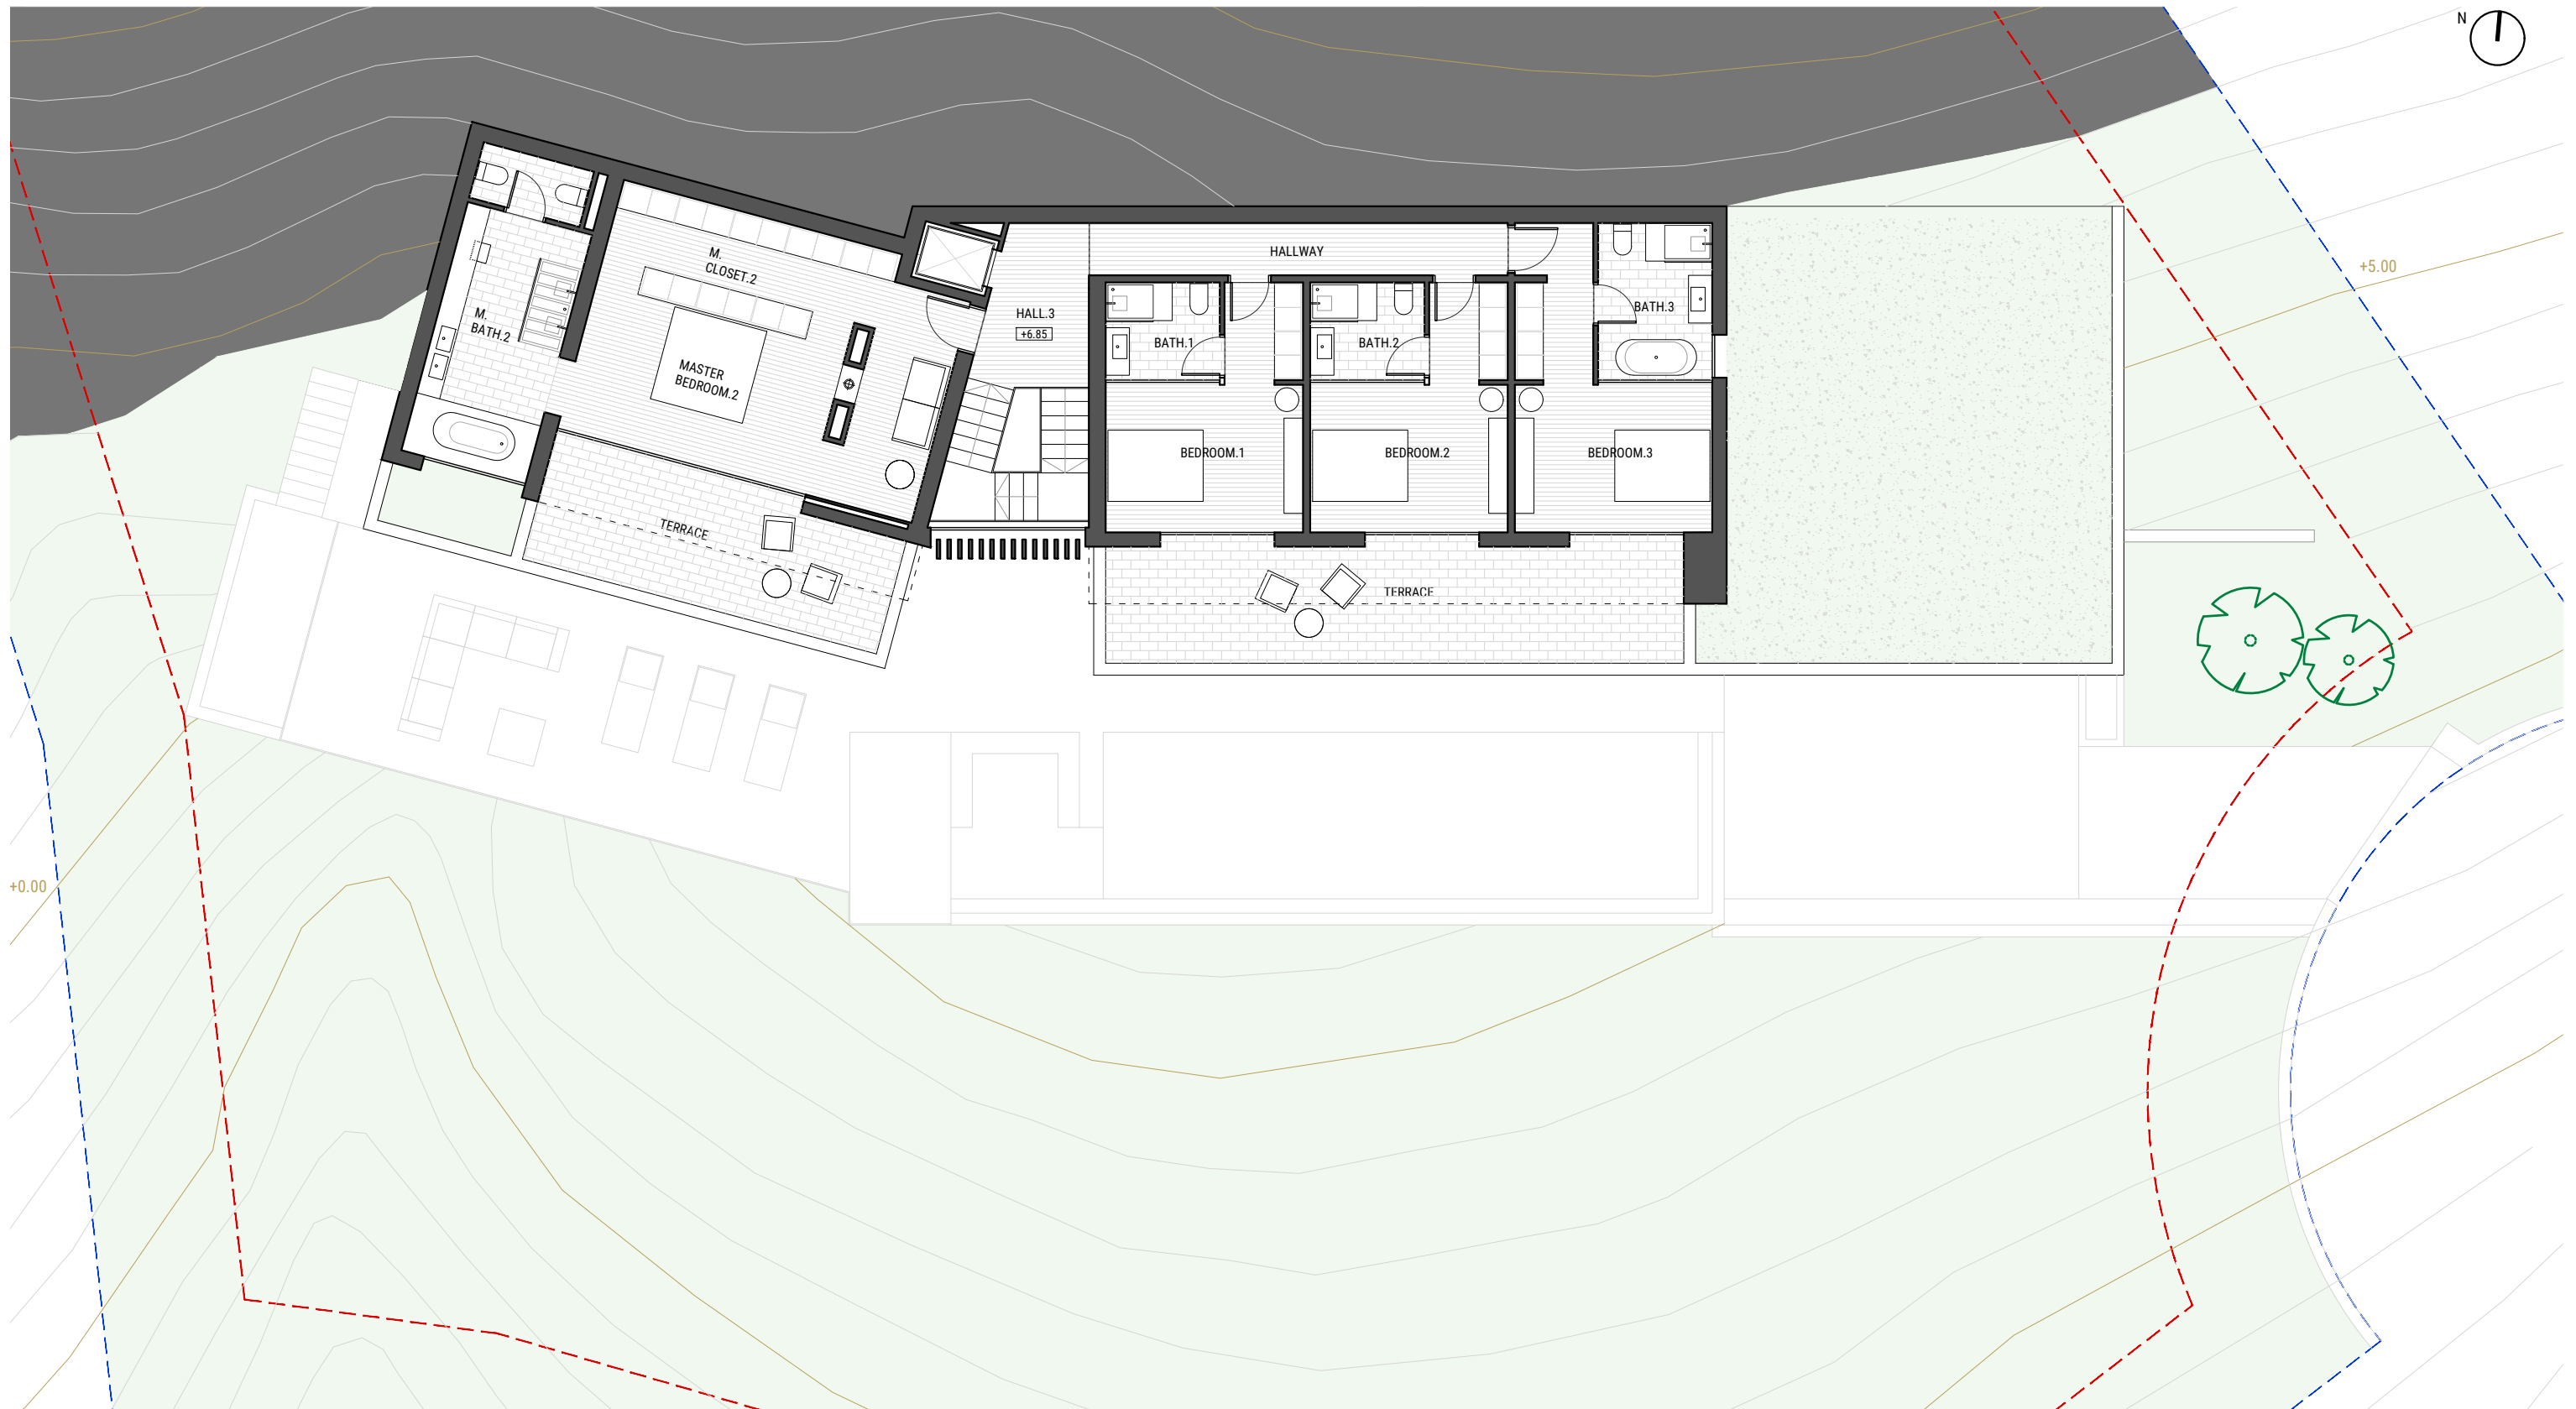 N
HALLWAY
M.
CLOSET.2
+5.00
BATH.3
HALL.3
+6.85
M.
BATH.2
BATH.1
BATH.2
MASTER
BEDROOM.2
BEDROOM.1
BEDROOM.2
BEDROOM.3
TERRACE
TERRACE
+0.00